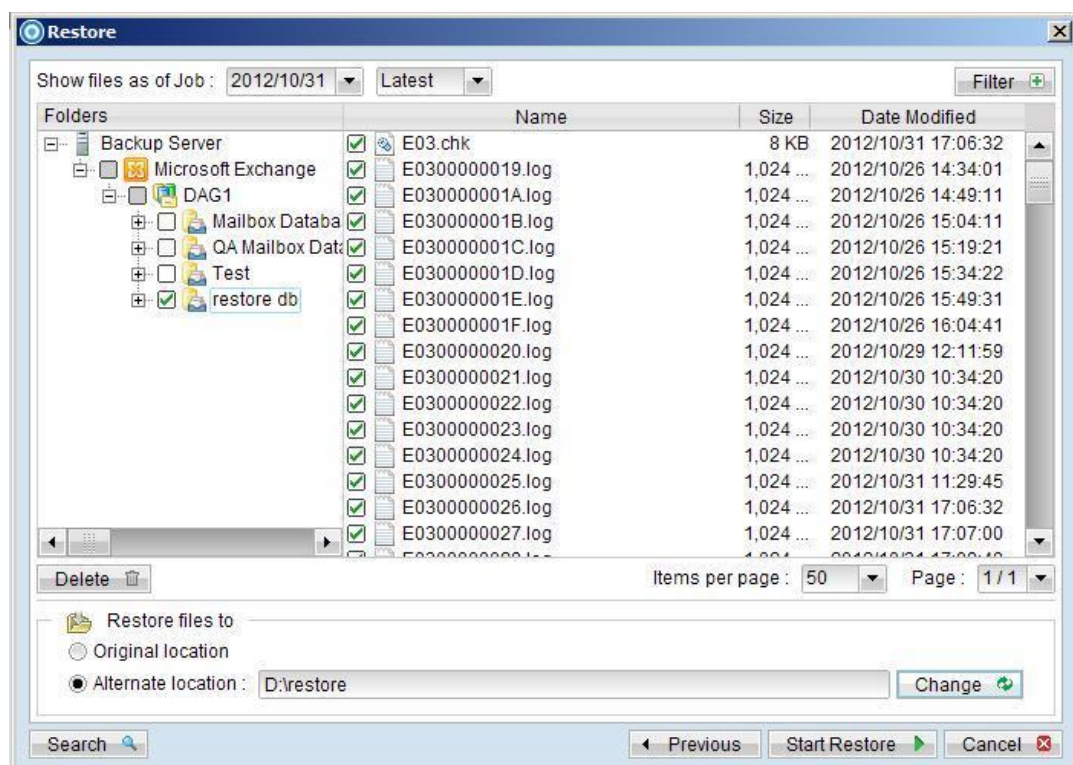 Restore
Show files as of Job : 2012/10/31 Latest Filter
Folders Name Size Date Modified
Backup Server E03.chk 8 KB 2012/10/31 17:06:32
Microsoft Exchange E0300000019.log 1,024 ... 2012/10/26 14:34:01
DAG1 E030000001A.log 1,024 ... 2012/10/26 14:49:11
Mailbox Databa E030000001B.log 1,024 ... 2012/10/26 15:04:11
QA Mailbox Data E030000001C.log 1,024 ... 2012/10/26 15:19:21
Test E030000001D.log 1,024 ... 2012/10/26 15:34:22
restore db E030000001E.log 1,024 ... 2012/10/26 15:49:31
E030000001F.log 1,024 ... 2012/10/26 16:04:41
E0300000020.log 1,024 ... 2012/10/29 12:11:59
E0300000021.log 1,024 ... 2012/10/30 10:34:20
E0300000022.log 1,024 ... 2012/10/30 10:34:20
E0300000023.log 1,024 ... 2012/10/30 10:34:20
E0300000024.log 1,024 ... 2012/10/30 10:34:20
E0300000025.log 1,024 ... 2012/10/31 11:29:45
E0300000026.log 1,024 ... 2012/10/31 17:06:32
E0300000027.log 1,024 ... 2012/10/31 17:07:00
Delete Items per page : 50 Page : 1 / 1
Restore files to
Original location
Alternate location : D:\restore Change
Search Previous Start Restore Cancel